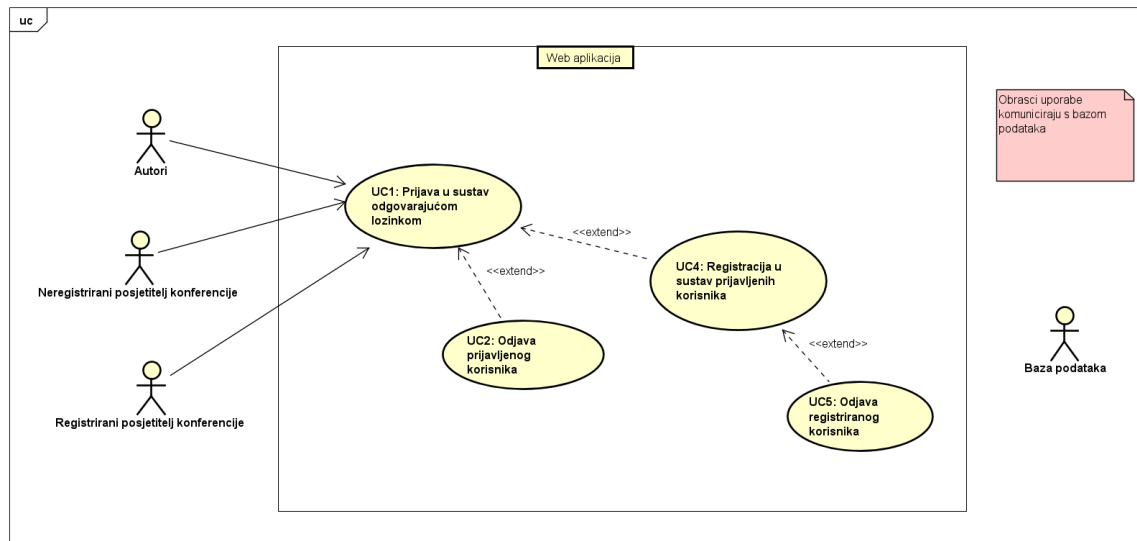 uc
Web aplikacija
Obrasci uporabe
komuniciraju s bazom
podataka
Autori
UC1: Prijava u sustav
odgovarajućom
lozinkom
<<extend>>
Neregistrirani posjetitelj konferencije
<<extend>>
UC4: Registracija u
sustav prijavljenih
korisnika
UC2: Odjava
prijavljenog
korisnika
<<extend>>
Baza podataka
Registrirani posjetitelj konferencije
UC5: Odjava
registriranog
korisnika